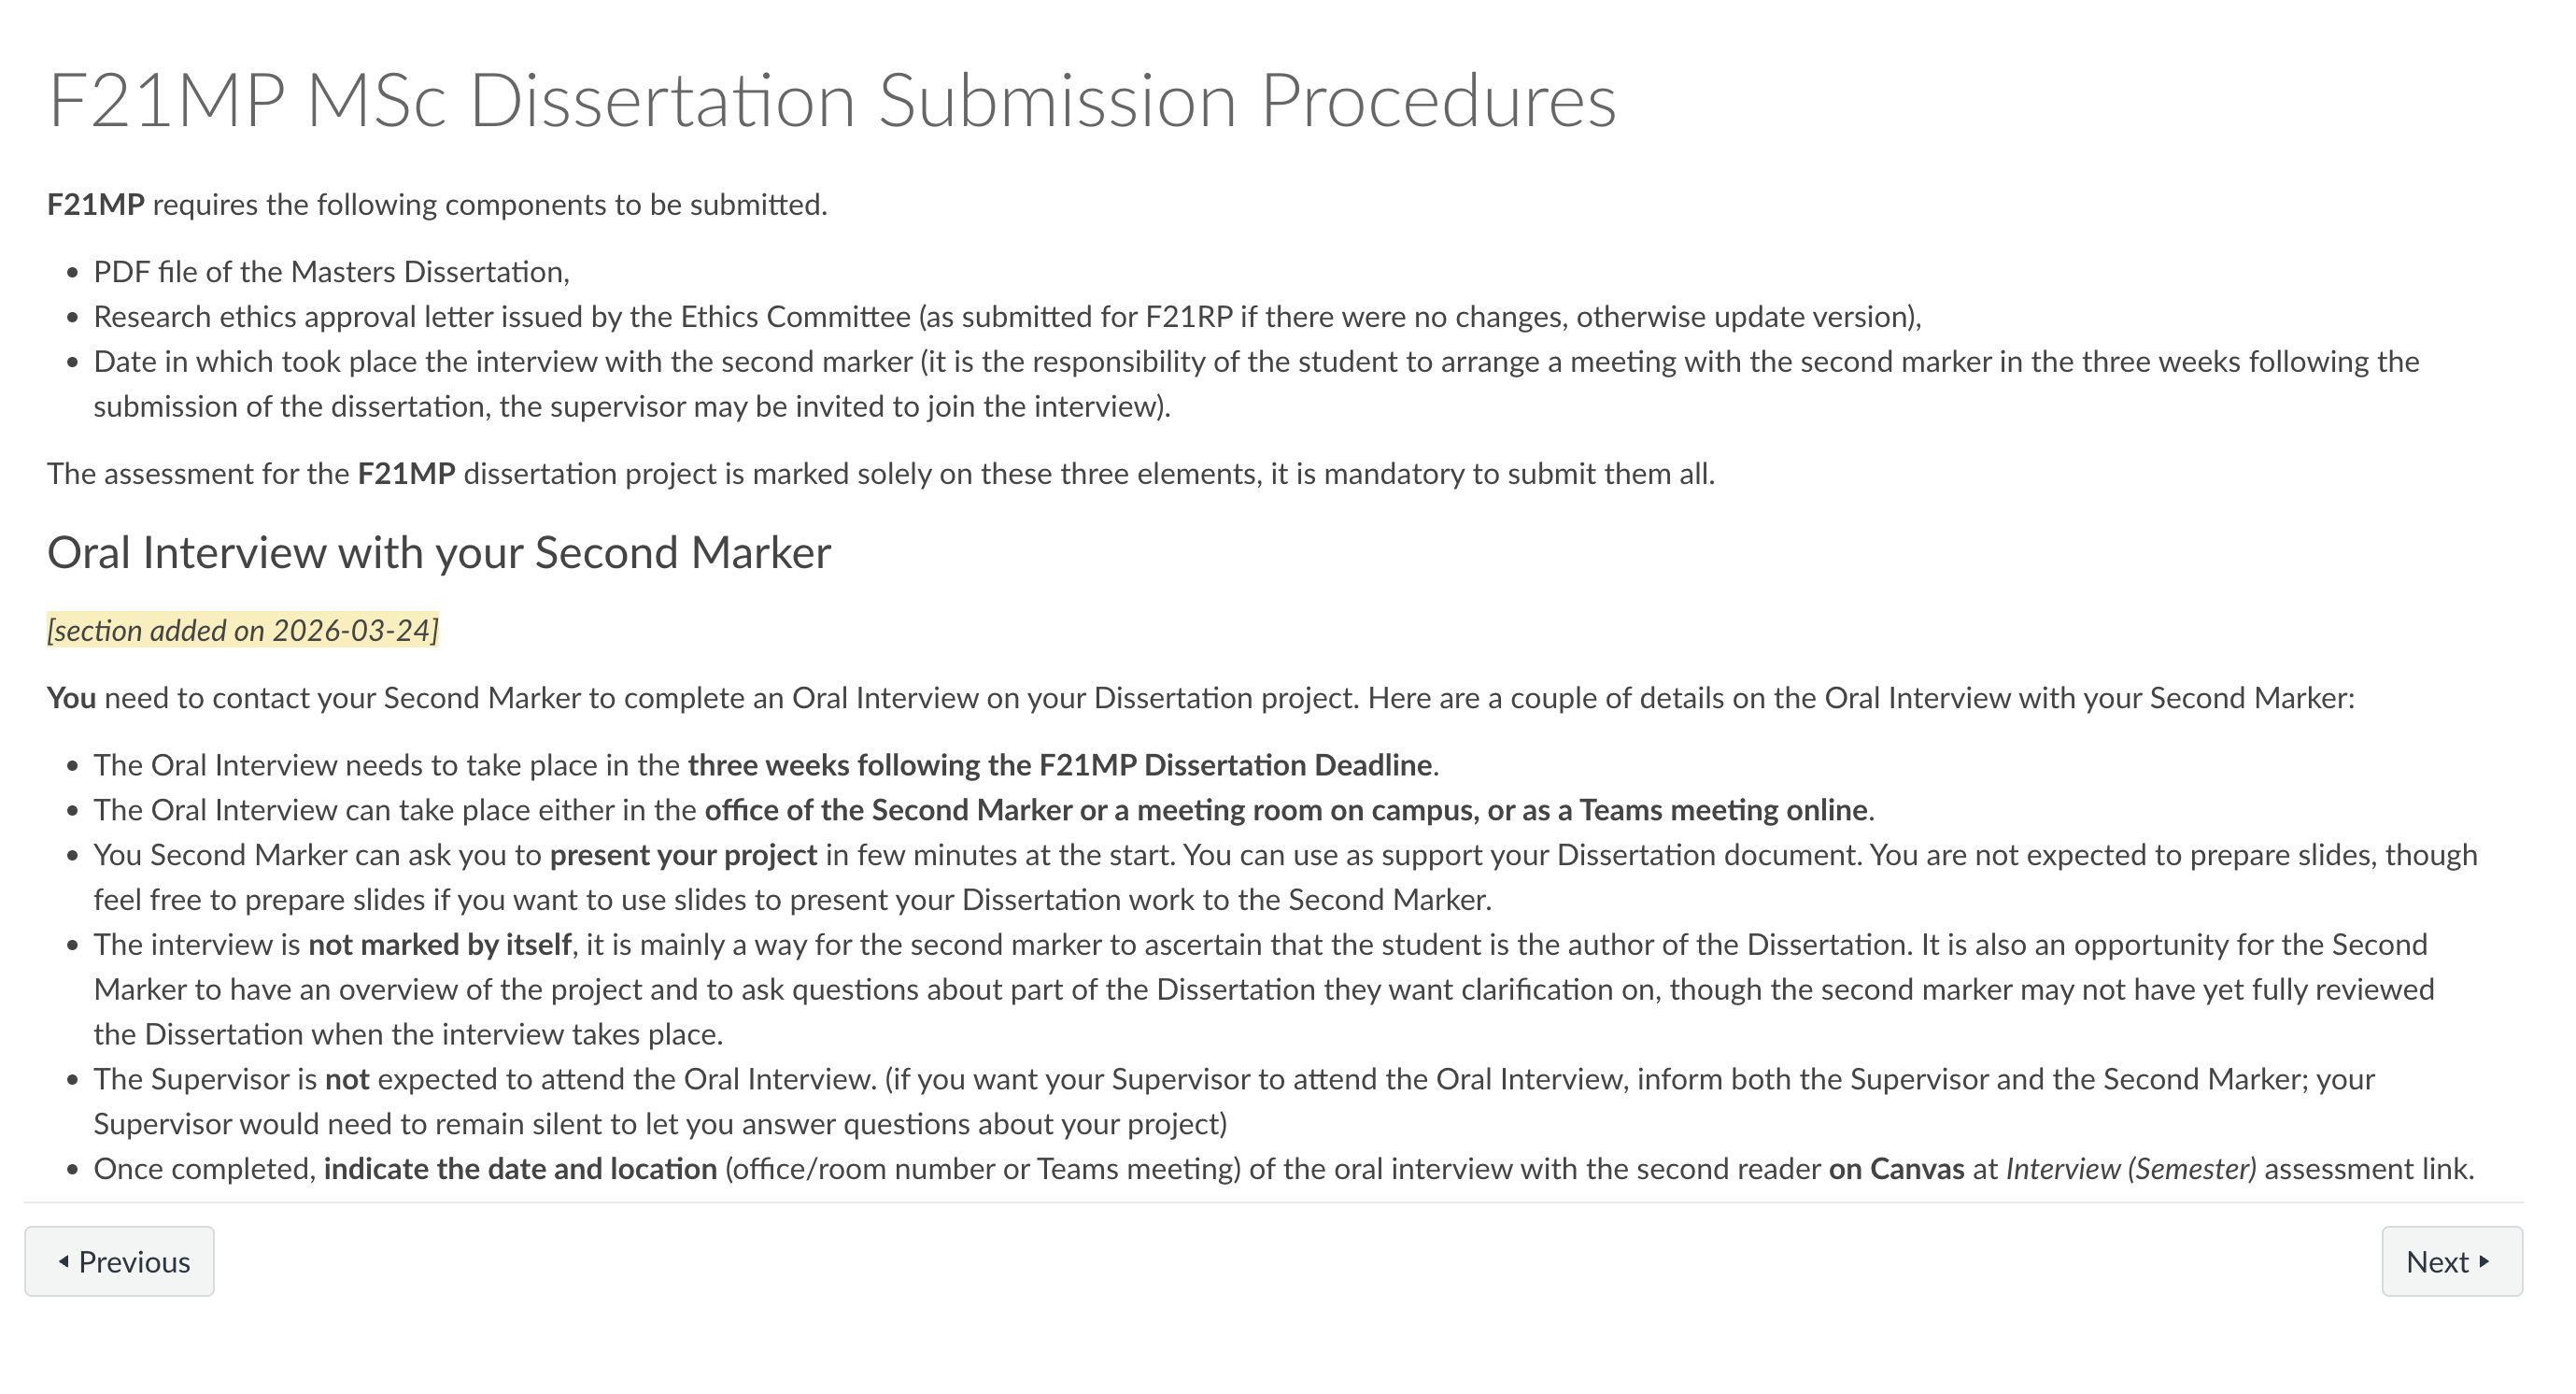 F21MP MSc Dissertation Submission Procedures
F21MP requires the following components to be submitted.
• PDF file of the Masters Dissertation,
• Research ethics approval letter issued by the Ethics Committee (as submitted for F21RP if there were no changes, otherwise update version),
• Date in which took place the interview with the second marker (it is the responsibility of the student to arrange a meeting with the second marker in the three weeks following the
submission of the dissertation, the supervisor may be invited to join the interview).
The assessment for the F21MP dissertation project is marked solely on these three elements, it is mandatory to submit them all.
Oral Interview with your Second Marker
[section added on 2026-03-24]
You need to contact your Second Marker to complete an Oral Interview on your Dissertation project. Here are a couple of details on the Oral Interview with your Second Marker:
• The Oral Interview needs to take place in the three weeks following the F21MP Dissertation Deadline.
• The Oral Interview can take place either in the office of the Second Marker or a meeting room on campus, or as a Teams meeting online.
• You Second Marker can ask you to present your project in few minutes at the start. You can use as support your Dissertation document. You are not expected to prepare slides, though
feel free to prepare slides if you want to use slides to present your Dissertation work to the Second Marker.
• The interview is not marked by itself, it is mainly a way for the second marker to ascertain that the student is the author of the Dissertation. It is also an opportunity for the Second
Marker to have an overview of the project and to ask questions about part of the Dissertation they want clarification on, though the second marker may not have yet fully reviewed
the Dissertation when the interview takes place.
• The Supervisor is not expected to attend the Oral Interview. (if you want your Supervisor to attend the Oral Interview, inform both the Supervisor and the Second Marker; your
Supervisor would need to remain silent to let you answer questions about your project)
• Once completed, indicate the date and location (office/room number or Teams meeting) of the oral interview with the second reader on Canvas at Interview (Semester) assessment link.
Previous
Next